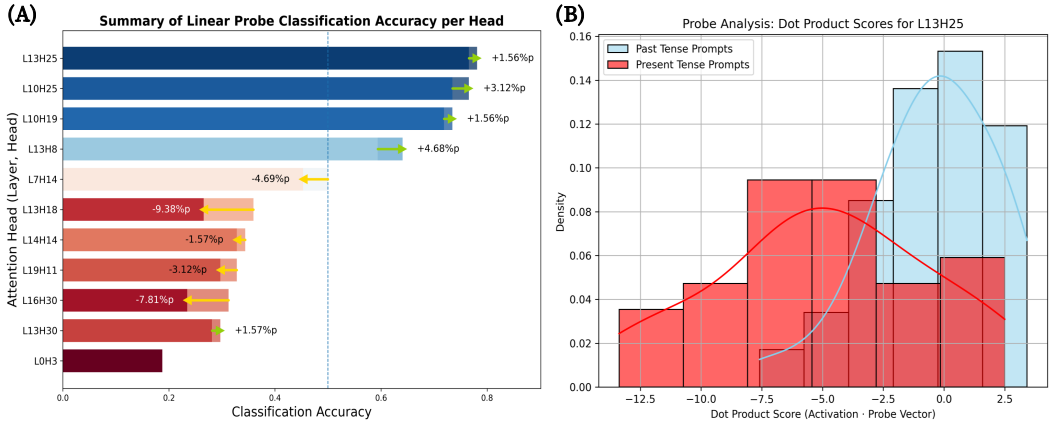 (A)
Summary of Linear Probe Classification Accuracy per Head
Attention Head (Layer, Head)
L13H25
+1.56%p
L10H25
+3.12%p
L10H19
+1.56%p
L13H8
+4.68%p
L7H14
-4.69%p
L13H18
-9.38%p
L14H14
-1.57%p
L19H11
-3.12%p
L16H30
-7.81%p
L13H30
+1.57%p
L0H3
0.0 0.2 0.4 0.6 0.8
Classification Accuracy
(B)
Probe Analysis: Dot Product Scores for L13H25
Past Tense Prompts
Present Tense Prompts
Density
0.16
0.14
0.12
0.10
0.08
0.06
0.04
0.02
0.00
−12.5 −10.0 −7.5 −5.0 −2.5 0.0 2.5
Dot Product Score (Activation · Probe Vector)